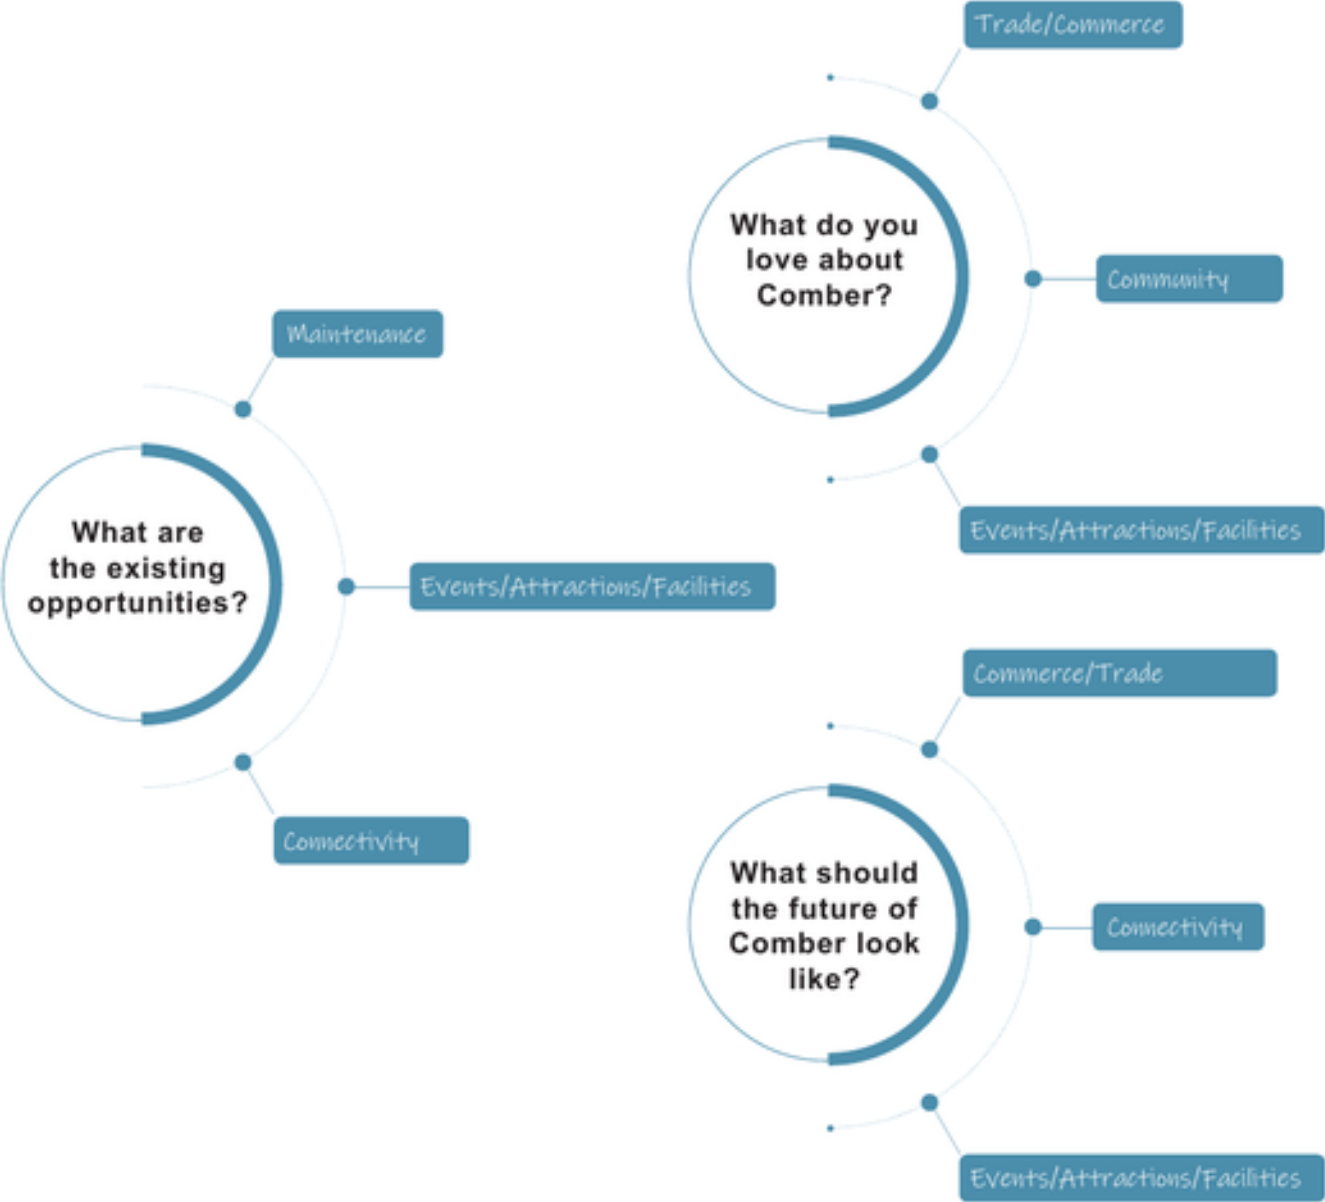 Maintenance
What are
the existing
opportunities?
Events/Attractions/Facilities
Connectivity
Trade/Commerce
What do you
love about
Comber?
Community
Events/Attractions/Facilities
Commerce/Trade
What should
the future of
Comber look
like?
Connectivity
Events/Attractions/Facilities